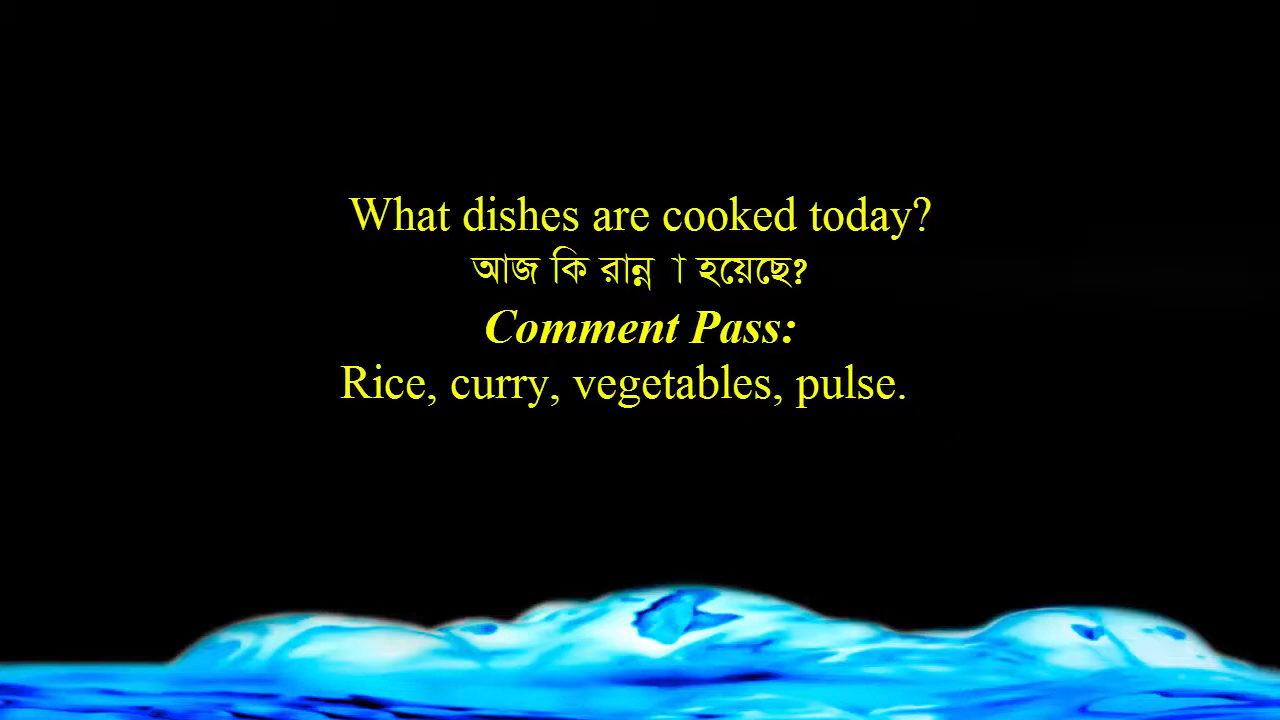 What dishes are cooked today?
আজ কি রান্না হয়েছে?
Comment Pass:
Rice, curry, vegetables, pulse.